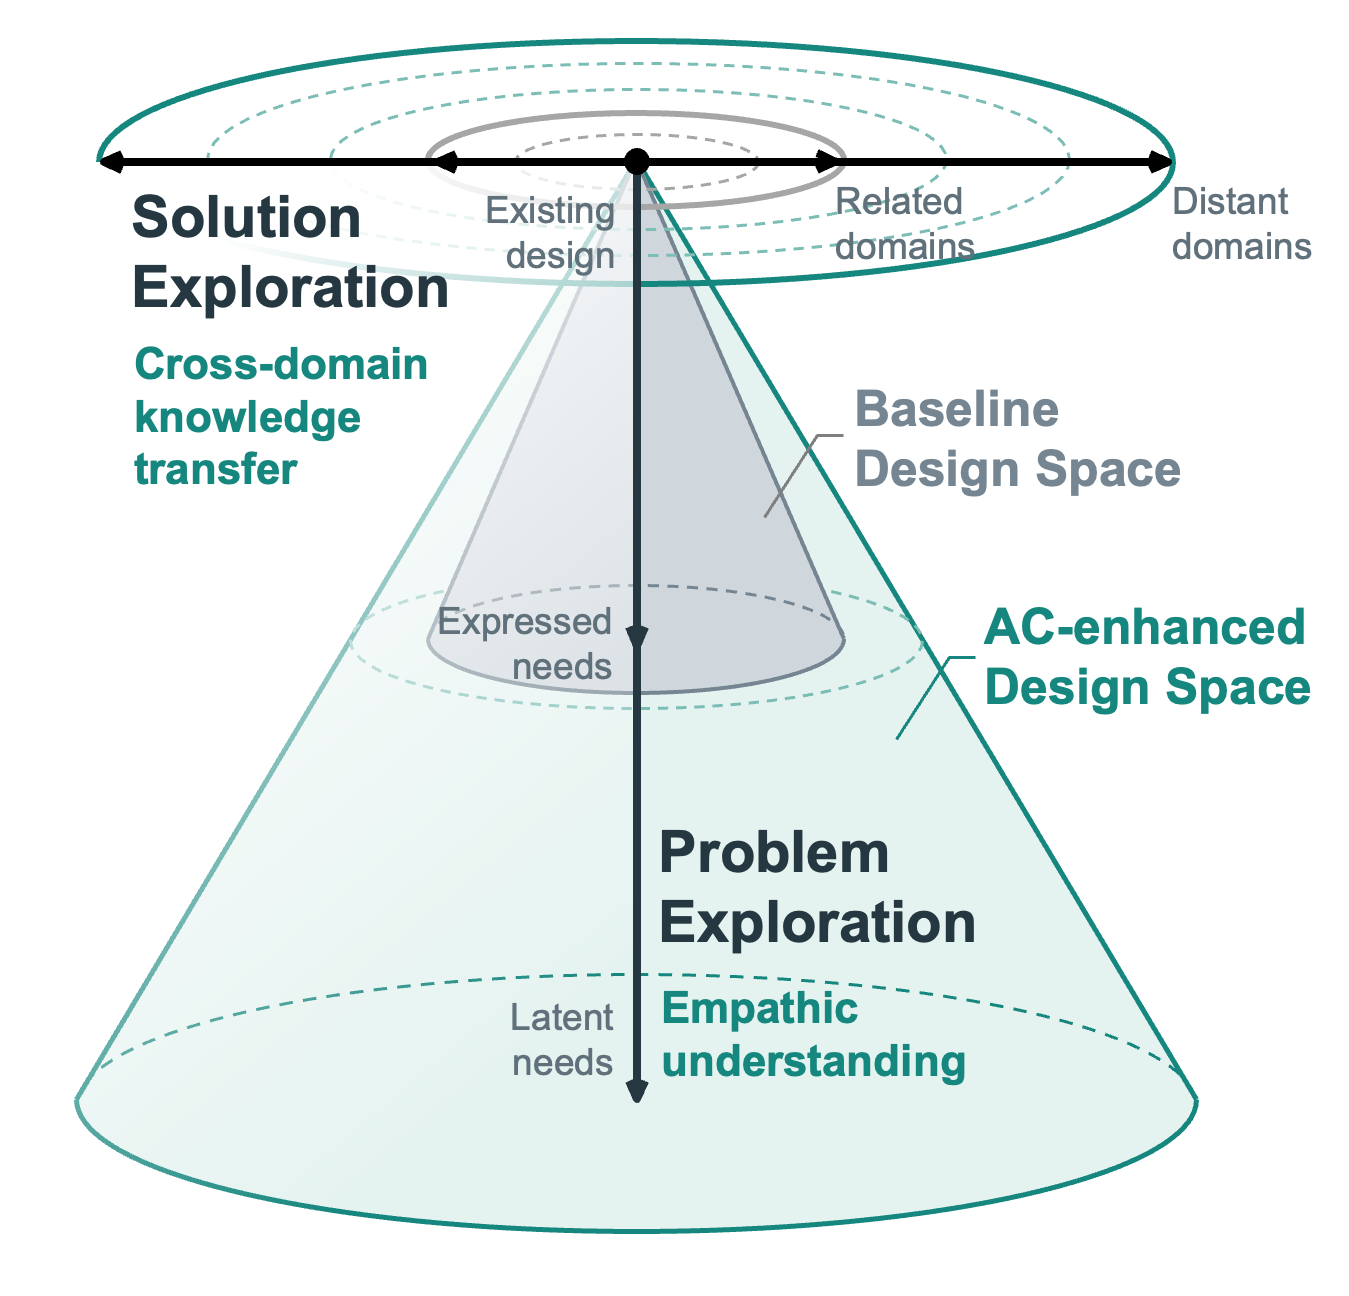 Solution
Exploration
Cross-domain
knowledge
transfer
Existing
design
Related
domains
Distant
domains
Baseline
Design Space
Expressed
needs
AC-enhanced
Design Space
Problem
Exploration
Latent
needs
Empathic
understanding